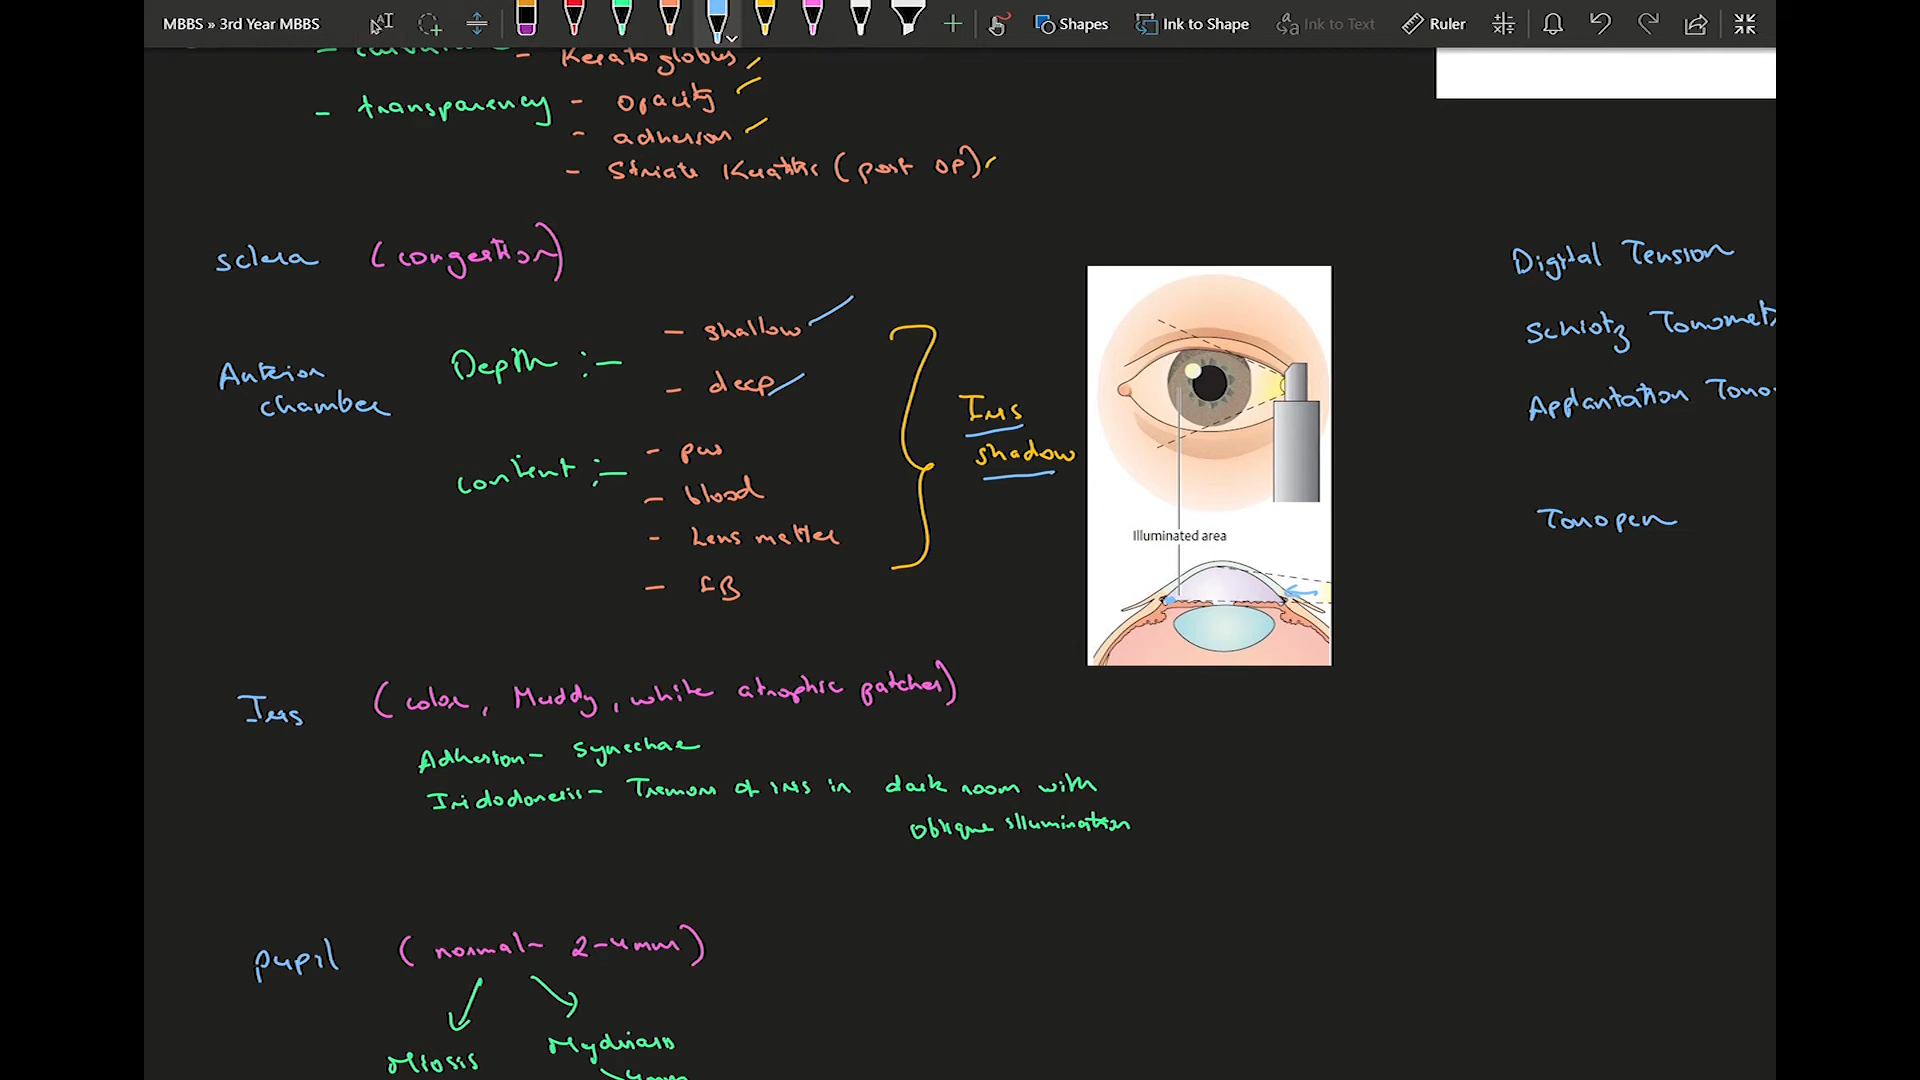 MBBS » 3rd Year MBBS
Shapes
Ink to Shape
Ink to Text
Ruler
- Kerato globus
- transparency - Opacity
- adhesion
- Striate Keratitis (post op)
sclera (congestion)
Anterior chamber
Depth :-
- shallow
- deep
content :-
- pus
- blood
- Lens matter
- FB
Iris shadow
Illuminated area
Digital Tension
Schiotz Tonomet
Applantation Tono
Tonopen
Iris (color, Muddy, white atrophic patches)
Adhesion - synechae
Iridodonesis - Tremors of iris in dark room with
oblique illumination
pupil (normal - 2-4mm)
Miosis
Mydriasis